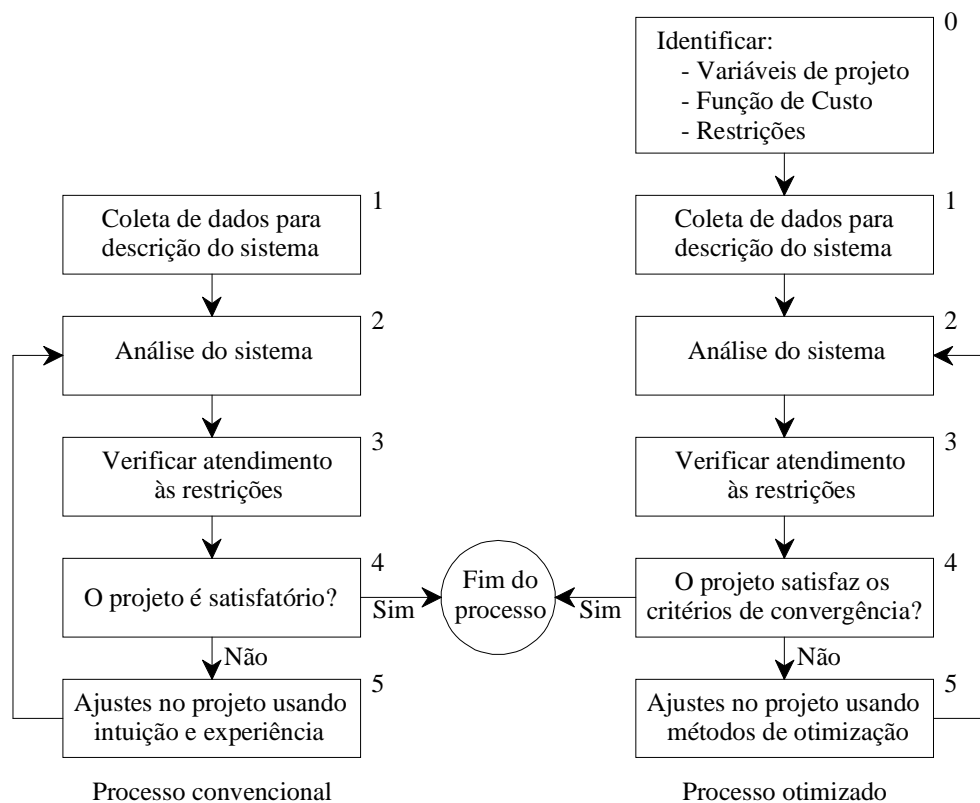 1
Coleta de dados para
descrição do sistema
2
Análise do sistema
3
Verificar atendimento
às restrições
4
O projeto é satisfatório?
Sim
Não
5
Ajustes no projeto usando
intuição e experiência
Processo convencional
Fim do
processo
0
Identificar:
- Variáveis de projeto
- Função de Custo
- Restrições
1
Coleta de dados para
descrição do sistema
2
Análise do sistema
3
Verificar atendimento
às restrições
4
O projeto satisfaz os
critérios de convergência?
Sim
Não
5
Ajustes no projeto usando
métodos de otimização
Processo otimizado